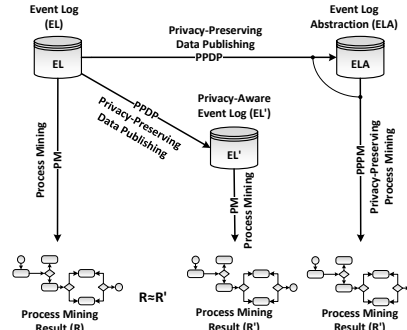 Event Log
(EL)
EL
Privacy-Preserving
Data Publishing
PPDP
Event Log
Abstraction (ELA)
ELA
PPDP
Privacy-Preserving
Data Publishing
Privacy-Aware
Event Log (EL')
EL'
Process Mining
PM
PM
Process Mining
PPPM
Privacy-Preserving
Process Mining
Process Mining
Result (R)
R≈R'
Process Mining
Result (R')
Process Mining
Result (R')